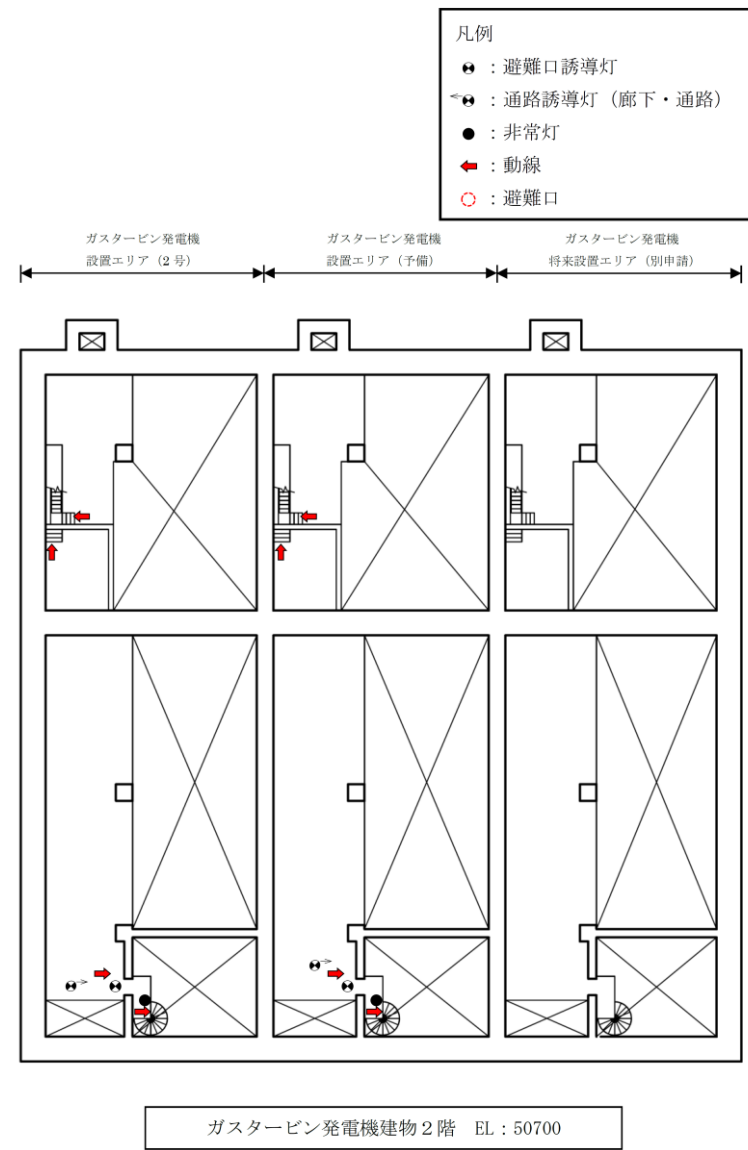 凡例
：避難口誘導灯
：通路誘導灯（廊下・通路）
：非常灯
：動線
：避難口
ガスタービン発電機
設置エリア（2号）
ガスタービン発電機
設置エリア（予備）
ガスタービン発電機
将来設置エリア（別申請）
ガスタービン発電機建物２階　EL：50700